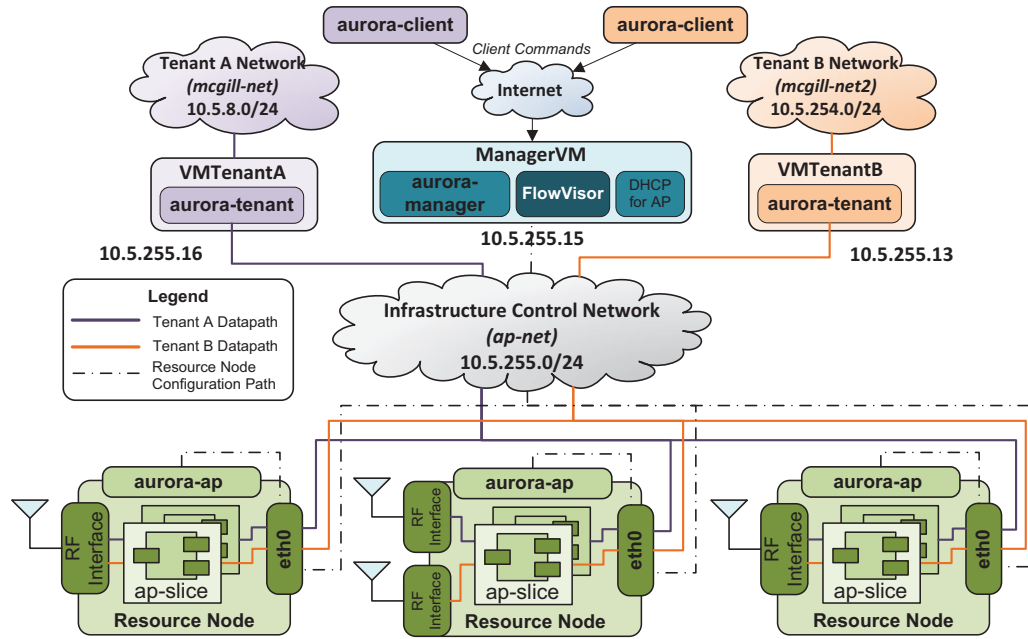 aurora-client
aurora-client
Client Commands
Tenant A Network
(mcgill-net)
10.5.8.0/24
Internet
Tenant B Network
(mcgill-net2)
10.5.254.0/24
VMTenantA
aurora-tenant
ManagerVM
aurora-
manager
FlowVisor
DHCP
for AP
VMTenantB
aurora-tenant
10.5.255.16
10.5.255.15
10.5.255.13
Legend
Tenant A Datapath
Tenant B Datapath
Resource Node
Configuration Path
Infrastructure Control Network
(ap-net)
10.5.255.0/24
aurora-ap
RF
Interface
eth0
ap-slice
Resource Node
aurora-ap
RF
Interface
RF
Interface
eth0
ap-slice
Resource Node
aurora-ap
RF
Interface
eth0
ap-slice
Resource Node